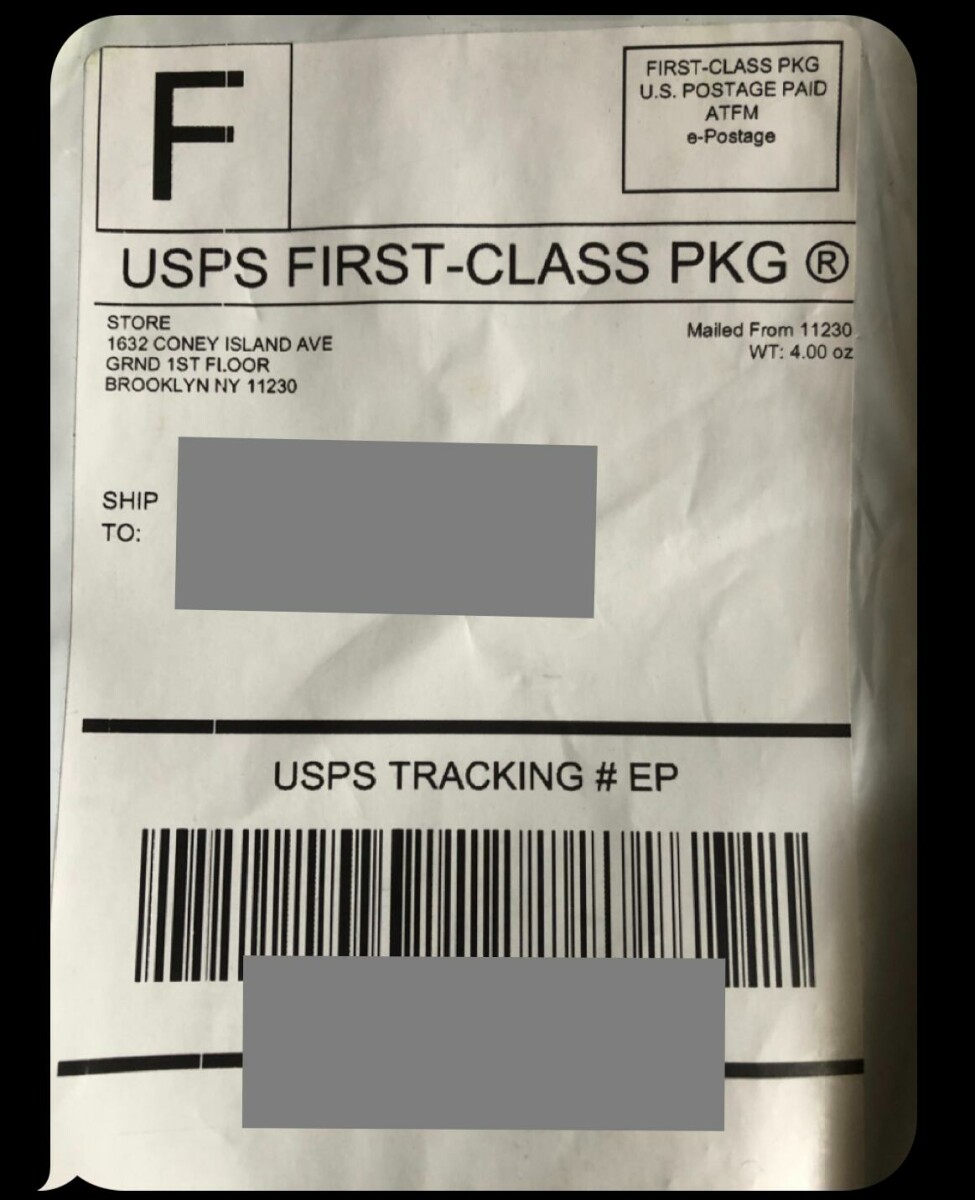 F
FIRST-CLASS PKG
U.S. POSTAGE PAID
ATFM
e-Postage
USPS FIRST-CLASS PKG ®
STORE
1632 CONEY ISLAND AVE
GRND 1ST FLOOR
BROOKLYN NY 11230
Mailed From 11230
WT: 4.00 oz
SHIP
TO:
USPS TRACKING # EP